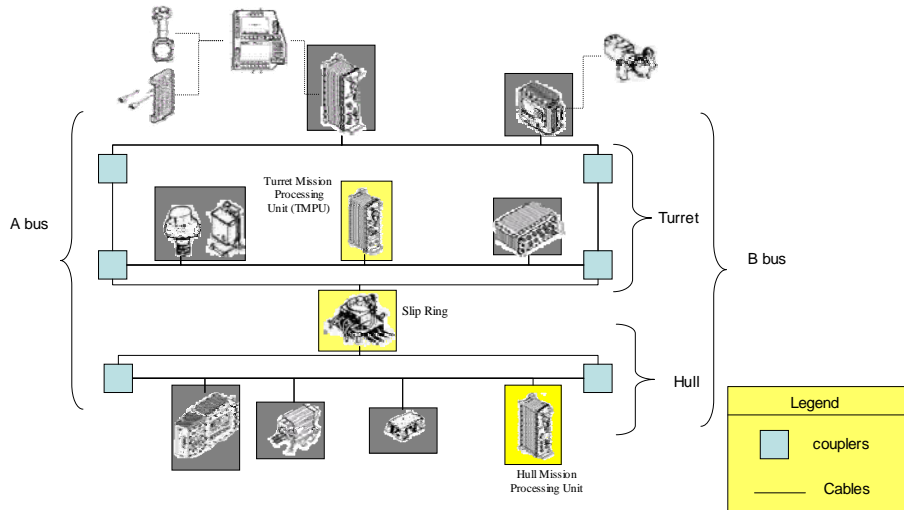 Turret Mission
Processing
Unit (TMPU)
A bus
Turret
B bus
Slip Ring
Hull
Hull Mission
Processing Unit
Legend
couplers
Cables